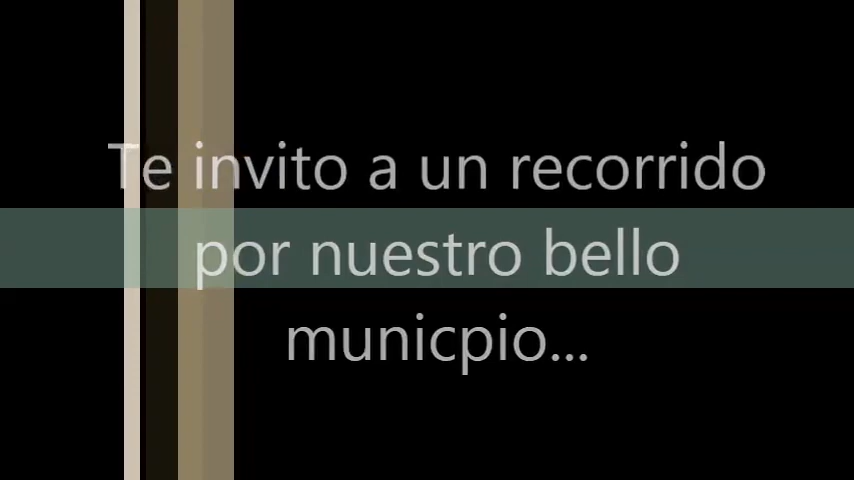 Te invito a un recorrido
por nuestro bello
municpio...